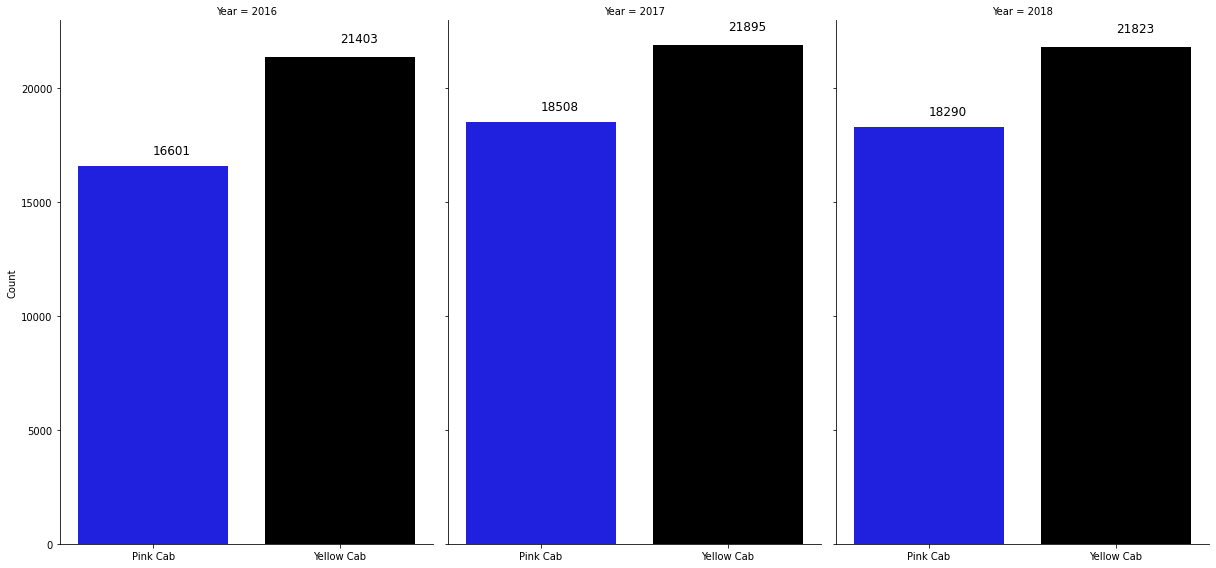 Year = 2016
Year = 2017
Year = 2018
21403
21895
21823
16601
18508
18290
20000
15000
10000
5000
0
Count
Pink Cab
Yellow Cab
Pink Cab
Yellow Cab
Pink Cab
Yellow Cab